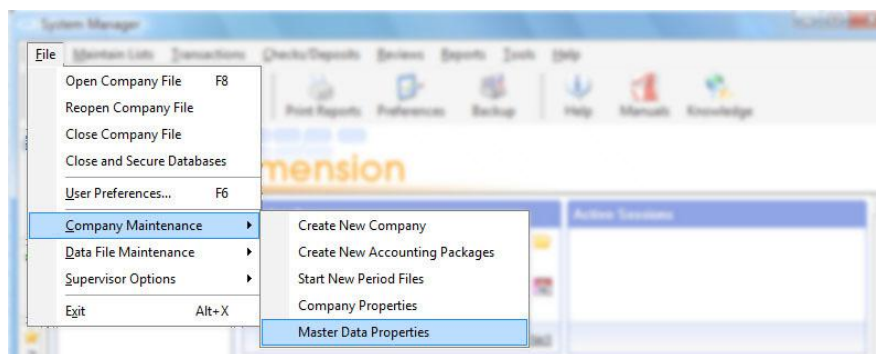 System Manager
File Maintain Lists Transactions Checks/Deposits Reviews Reports Tools Help
Open Company File F8
Reopen Company File
Close Company File
Close and Secure Databases
User Preferences... F6
Company Maintenance
Data File Maintenance
Supervisor Options
Exit Alt+X
Print Reports Preferences Backup Help Manuals Knowledge
mension
Active Sessions
Create New Company
Create New Accounting Packages
Start New Period Files
Company Properties
Master Data Properties